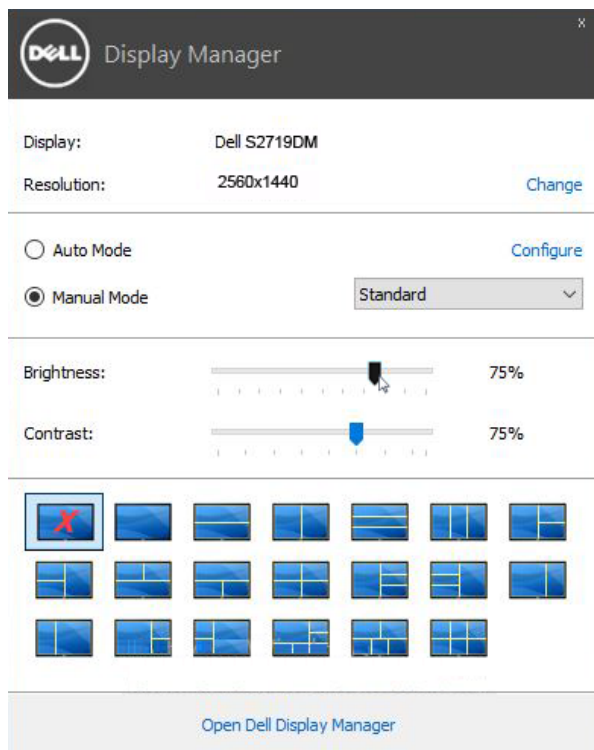 x
DELL Display Manager
Display: Dell S2719DM
Resolution: 2560x1440 Change
Auto Mode Configure
Manual Mode Standard
Brightness: 75%
Contrast: 75%
X
Open Dell Display Manager